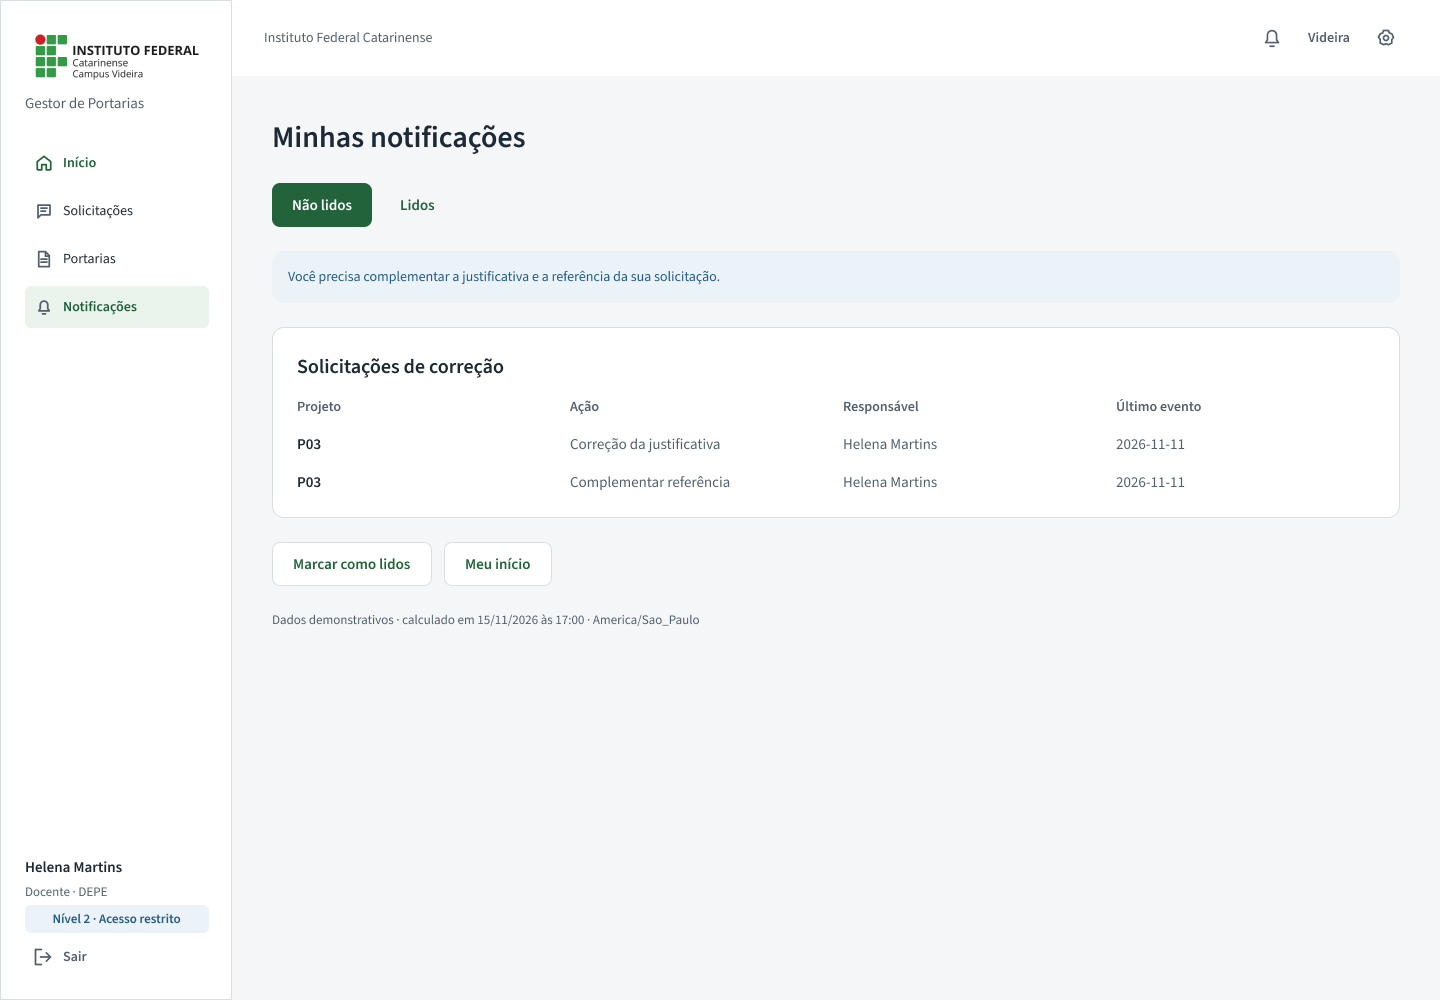 INSTITUTO FEDERAL
Catarinense
Campus Videira
Gestor de Portarias
Início
Solicitações
Portarias
Notificações
Helena Martins
Docente · DEPE
Nível 2 · Acesso restrito
Sair
Instituto Federal Catarinense
Videira
Minhas notificações
Não lidos Lidos
Você precisa complementar a justificativa e a referência da sua solicitação.
Solicitações de correção
Projeto Ação Responsável Último evento
P03 Correção da justificativa Helena Martins 2026-11-11
P03 Complementar referência Helena Martins 2026-11-11
Marcar como lidos Meu início
Dados demonstrativos · calculado em 15/11/2026 às 17:00 · America/Sao_Paulo